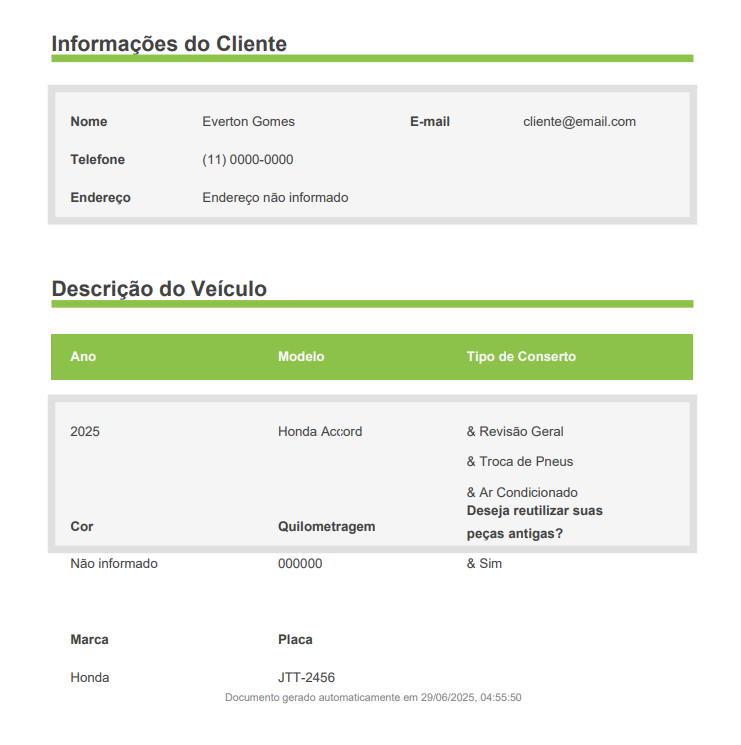 Informações do Cliente
Nome Everton Gomes E-mail cliente@email.com
Telefone (11) 0000-0000
Endereço Endereço não informado
Descrição do Veículo
Ano Modelo Tipo de Conserto
2025 Honda Accord & Revisão Geral
& Troca de Pneus
& Ar Condicionado
Deseja reutilizar suas
Cor Quilometragem peças antigas?
Não informado 000000 & Sim
Marca Placa
Honda JTT-2456
Documento gerado automaticamente em 29/06/2025, 04:55:50